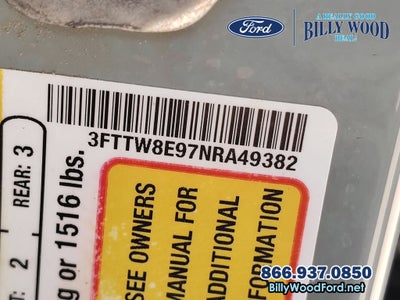 Ford
A REALLY GOOD
BILLY WOOD
DEAL!
3FTTW8E97NRA49382
REAR: 3
T: 2
g or 1516 lbs.
SEE OWNERS
MANUAL FOR
ADDITIONAL
FORMATION
866.937.0850
BillyWoodFord.net